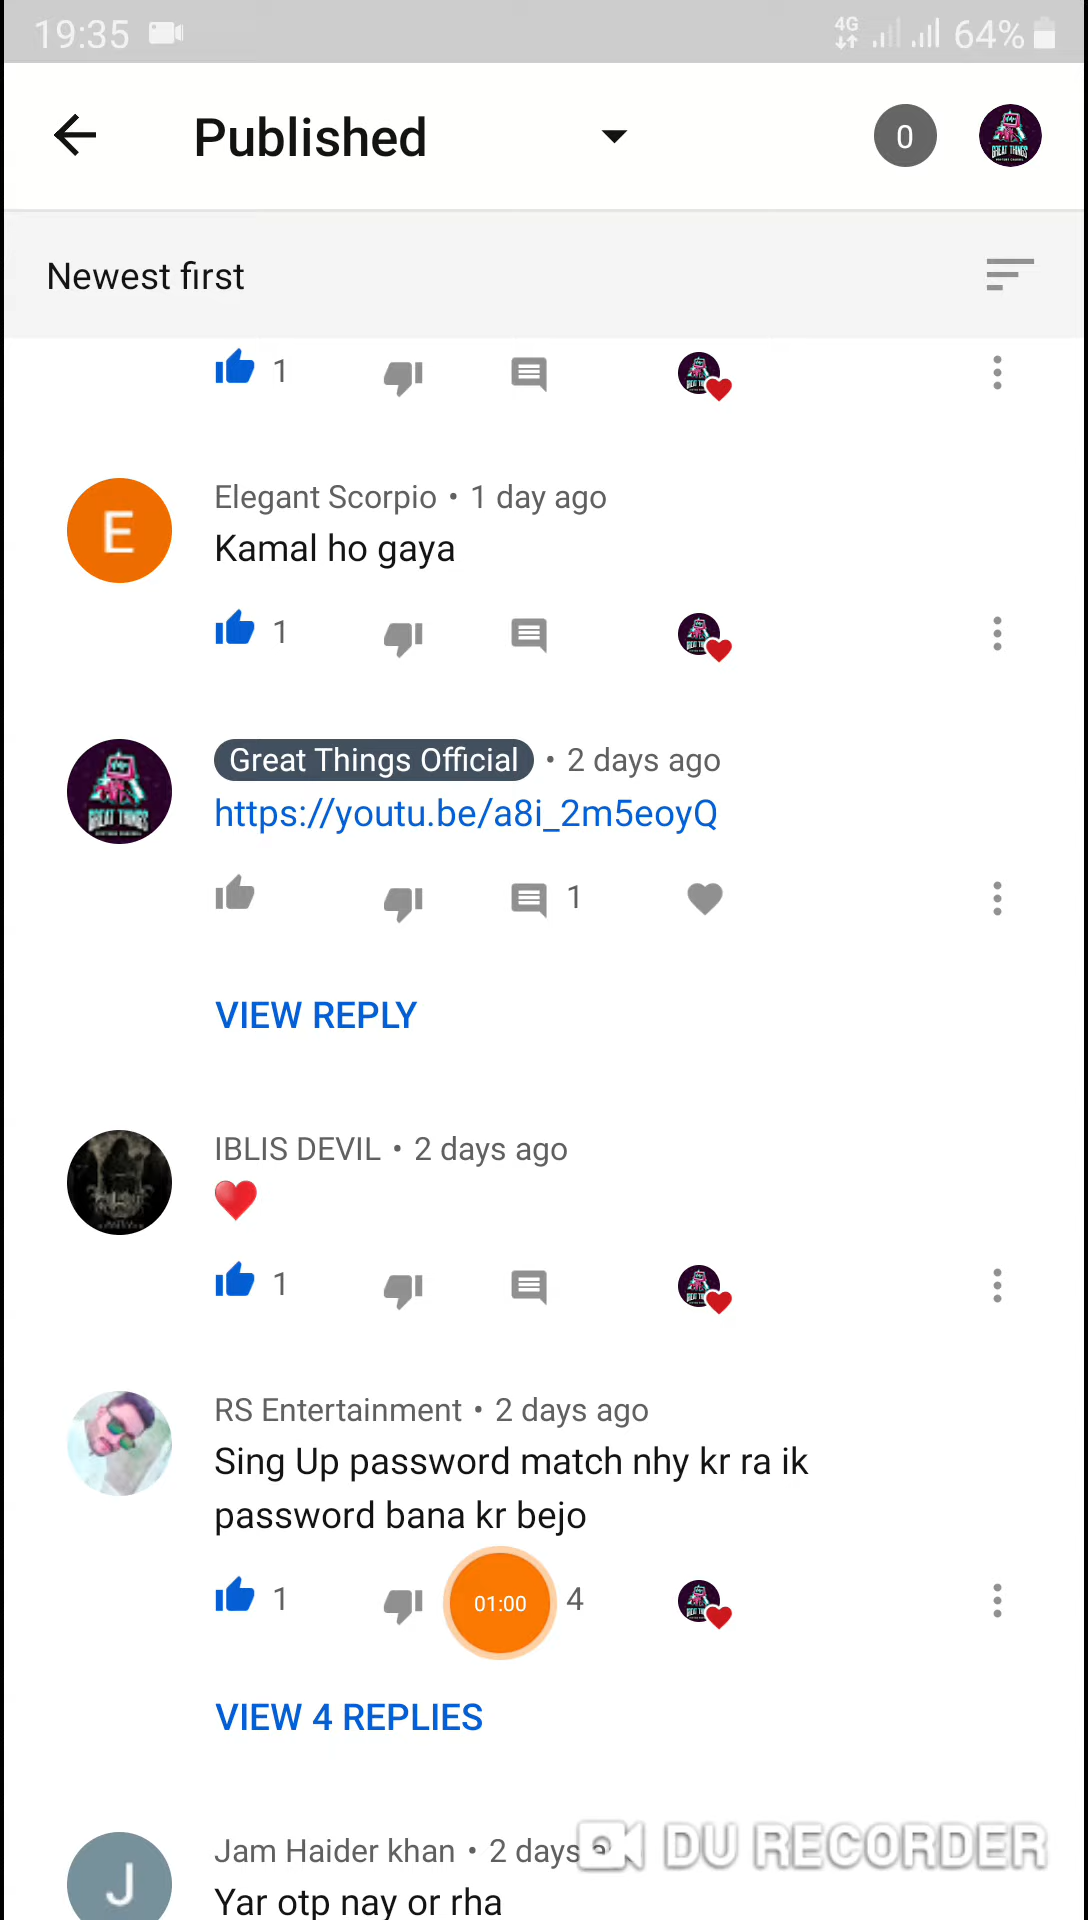 19:35 4G 64%
Published 0
Newest first
1
Elegant Scorpio • 1 day ago
Kamal ho gaya
1
Great Things Official • 2 days ago
https://youtu.be/a8i_2m5eoyQ
1
VIEW REPLY
IBLIS DEVIL • 2 days ago
1
RS Entertainment • 2 days ago
Sing Up password match nhy kr ra ik
password bana kr bejo
1 01:00 4
VIEW 4 REPLIES
Jam Haider khan • 2 days
DU RECORDER
Yar otp nay or rha
E
GREAT THINGS
J